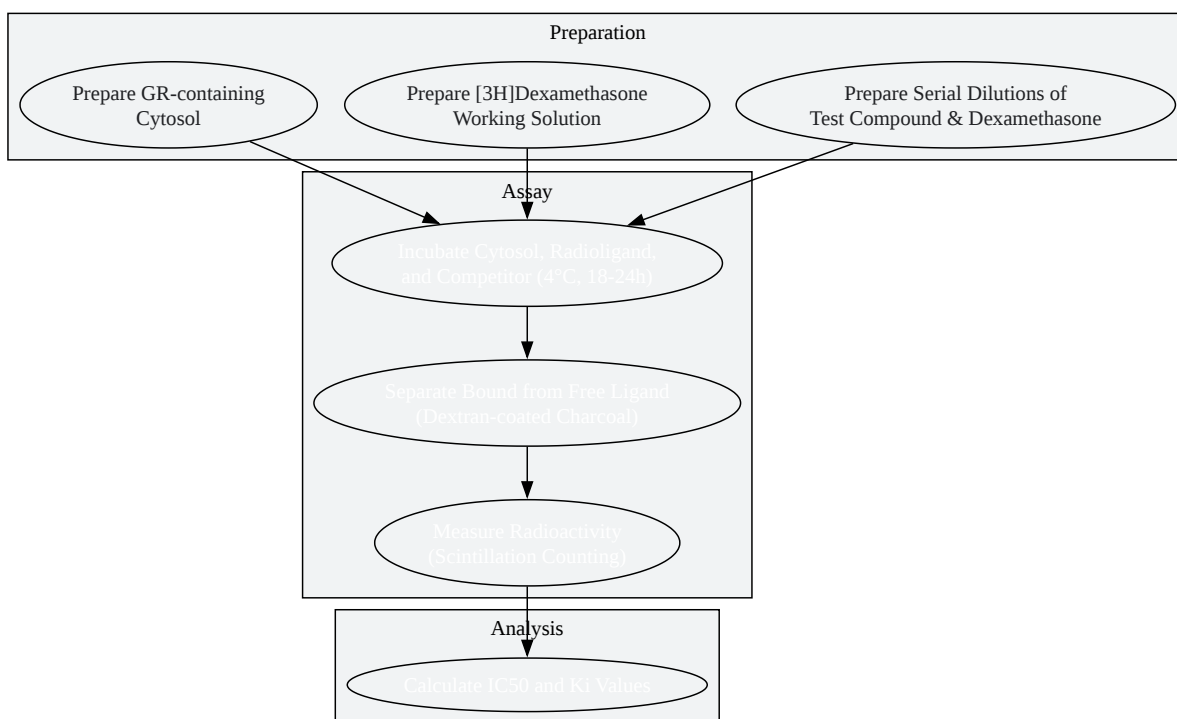 Preparation
Prepare GR-containing
Cytosol
Prepare [3H]Dexamethasone
Working Solution
Prepare Serial Dilutions of
Test Compound & Dexamethasone
Assay
Incubate Cytosol, Radioligand,
and Competitor (4°C, 18-24h)
Separate Bound from Free Ligand
(Dextran-coated Charcoal)
Measure Radioactivity
(Scintillation Counting)
Analysis
Calculate IC50 and Ki Values